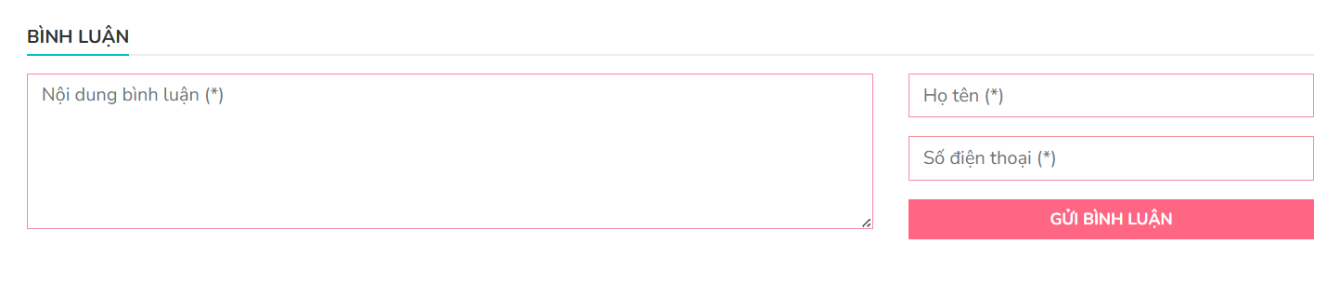 BÌNH LUẬN
Nội dung bình luận (*)
Họ tên (*)
Số điện thoại (*)
GỬI BÌNH LUẬN